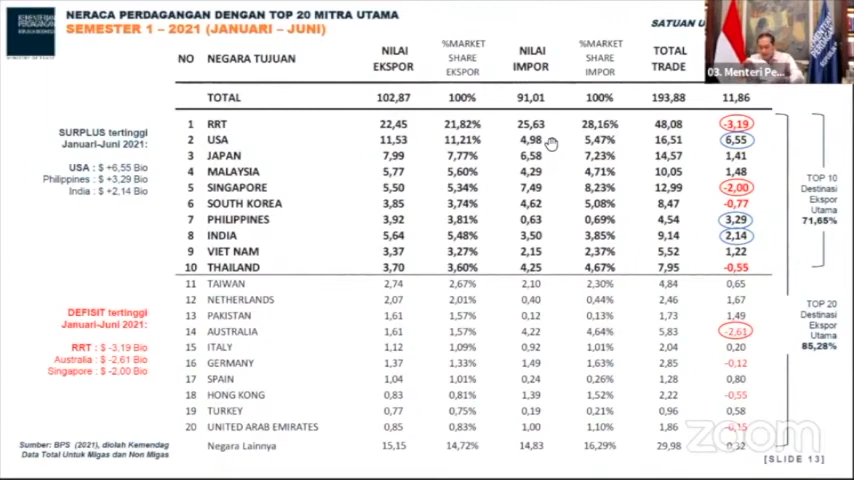 KEMENTERIAN
PERDAGANGAN
REPUBLIK INDONESIA
NERACA PERDAGANGAN DENGAN TOP 20 MITRA UTAMA
SEMESTER 1 – 2021 (JANUARI – JUNI)
SATUAN U
03. Menteri Pe...
NO NEGARA TUJUAN NILAI EKSPOR %MARKET SHARE EKSPOR NILAI IMPOR %MARKET SHARE IMPOR TOTAL TRADE
TOTAL 102,87 100% 91,01 100% 193,88 11,86
1 RRT 22,45 21,82% 25,63 28,16% 48,08 -3,19
2 USA 11,53 11,21% 4,98 5,47% 16,51 6,55
3 JAPAN 7,99 7,77% 6,58 7,23% 14,57 1,41
4 MALAYSIA 5,77 5,60% 4,29 4,71% 10,05 1,48
5 SINGAPORE 5,50 5,34% 7,49 8,23% 12,99 -2,00
6 SOUTH KOREA 3,85 3,74% 4,62 5,08% 8,47 -0,77
7 PHILIPPINES 3,92 3,81% 0,63 0,69% 4,54 3,29
8 INDIA 5,64 5,48% 3,50 3,85% 9,14 2,14
9 VIET NAM 3,37 3,27% 2,15 2,37% 5,52 1,22
10 THAILAND 3,70 3,60% 4,25 4,67% 7,95 -0,55
11 TAIWAN 2,74 2,67% 2,10 2,30% 4,84 0,65
12 NETHERLANDS 2,07 2,01% 0,40 0,44% 2,46 1,67
13 PAKISTAN 1,61 1,57% 0,12 0,13% 1,73 1,49
14 AUSTRALIA 1,61 1,57% 4,22 4,64% 5,83 -2,61
15 ITALY 1,12 1,09% 0,92 1,01% 2,04 0,20
16 GERMANY 1,37 1,33% 1,49 1,63% 2,85 -0,12
17 SPAIN 1,04 1,01% 0,24 0,26% 1,28 0,80
18 HONG KONG 0,83 0,81% 1,39 1,52% 2,22 -0,55
19 TURKEY 0,77 0,75% 0,19 0,21% 0,96 0,58
20 UNITED ARAB EMIRATES 0,85 0,83% 1,00 1,10% 1,86 -0,15
Negara Lainnya 15,15 14,72% 14,83 16,29% 29,98 0,32
SURPLUS tertinggi
Januari-Juni 2021:
USA : $ +6,55 Bio
Philippines : $ +3,29 Bio
India : $ +2,14 Bio
DEFISIT tertinggi
Januari-Juni 2021:
RRT : $ -3,19 Bio
Australia : $ -2,61 Bio
Singapore : $ -2,00 Bio
TOP 10
Destinasi
Ekspor
Utama
71,65%
TOP 20
Destinasi
Ekspor
Utama
85,28%
Sumber: BPS (2021), diolah Kemendag
Data Total Untuk Migas dan Non Migas
zoom
[SLIDE 13]